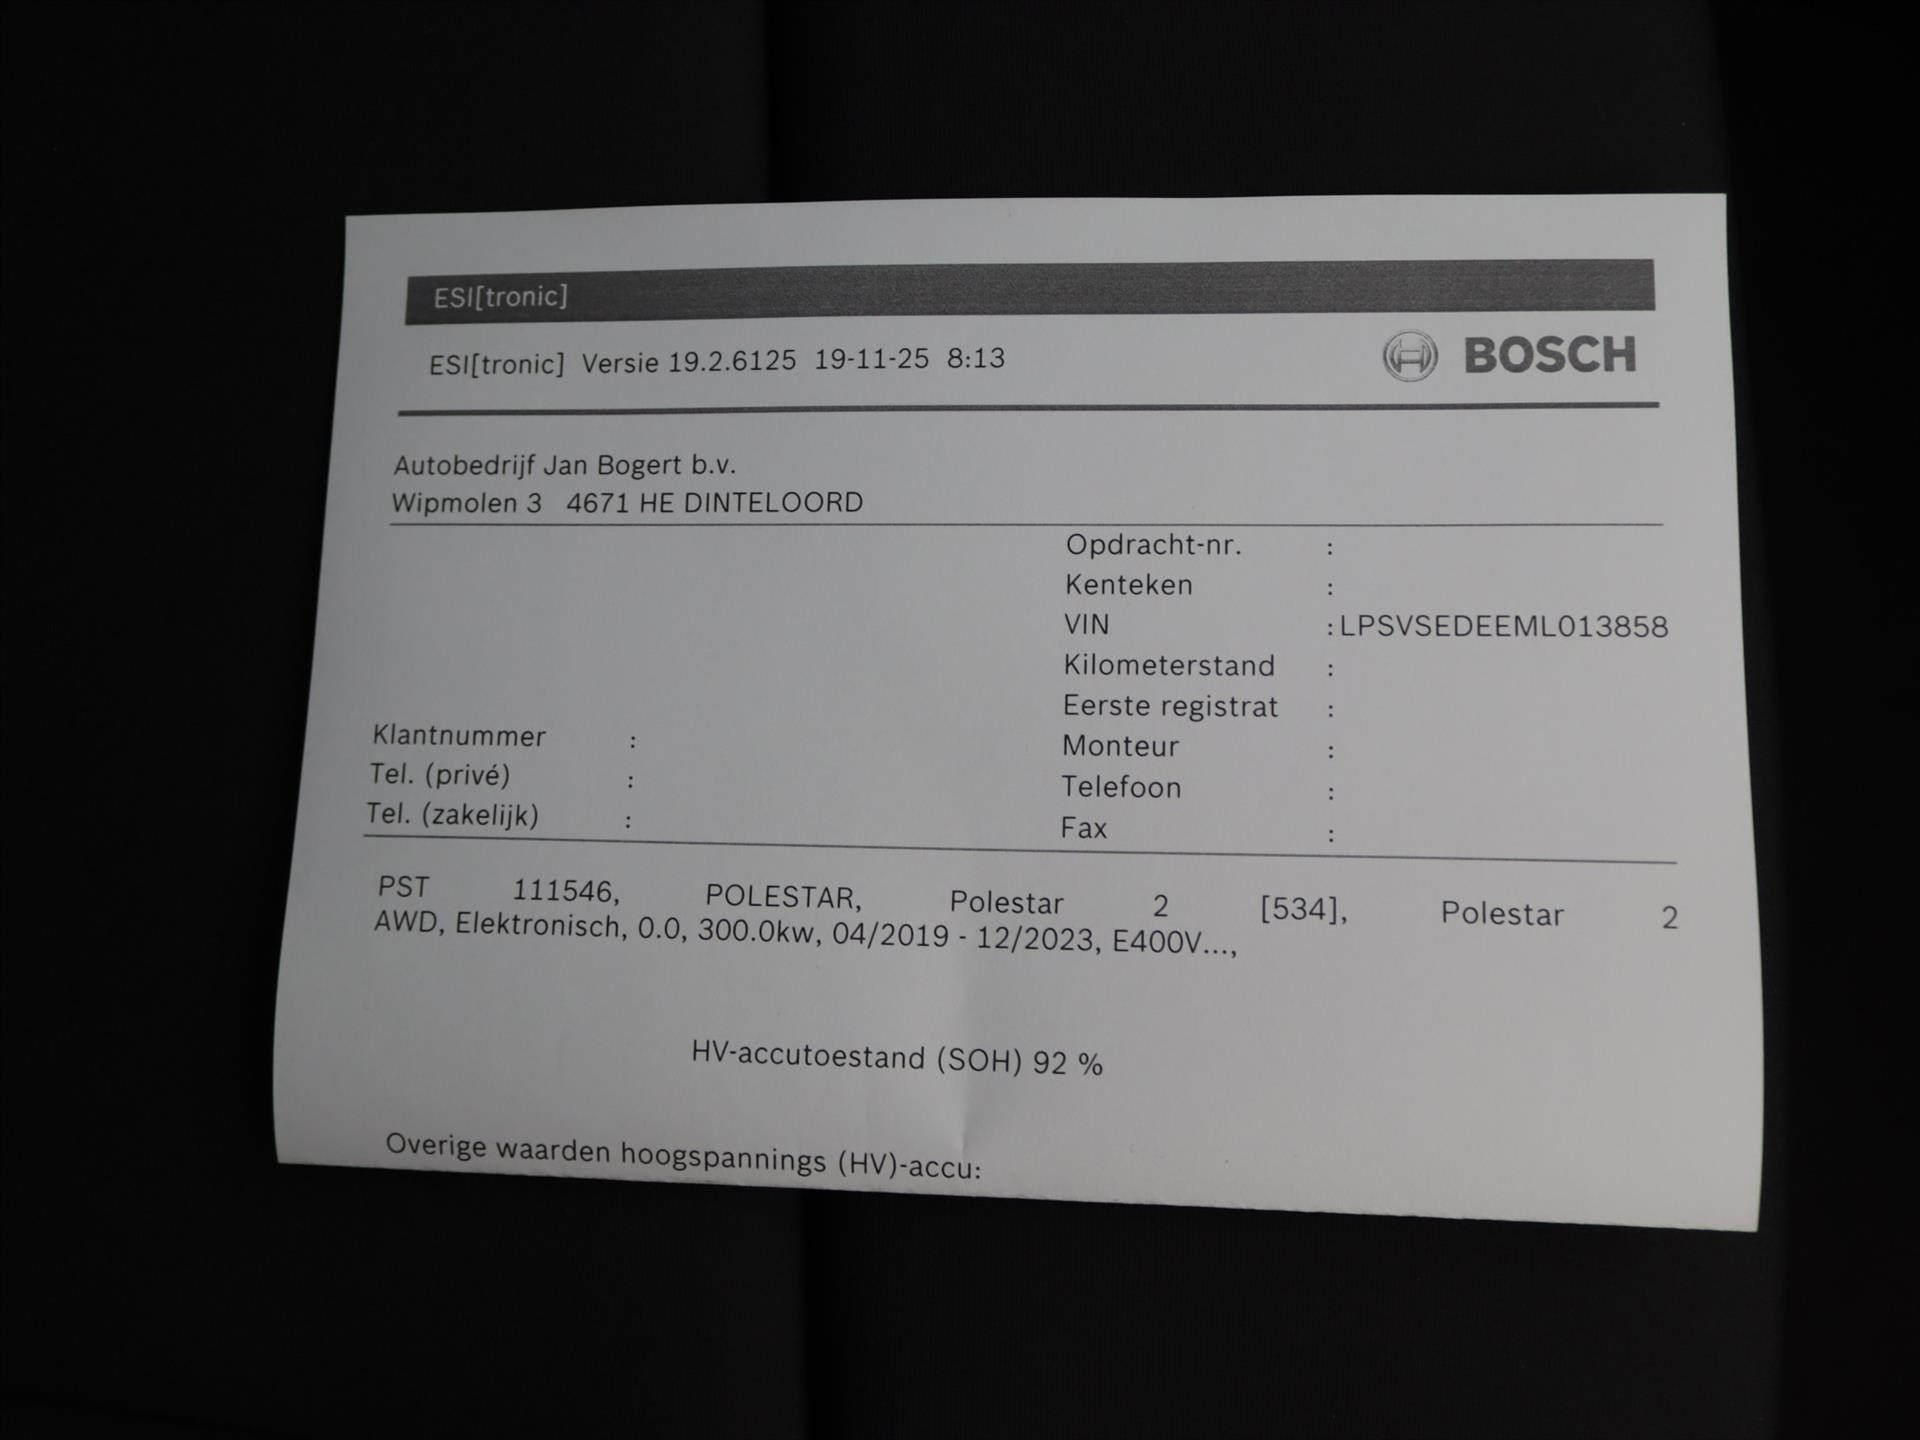 ESI[tronic]
ESI[tronic] Versie 19.2.6125 19-11-25 8:13
BOSCH
Autobedrijf Jan Bogert b.v.
Wipmolen 3 4671 HE DINTELOORD
Opdracht-nr. :
Kenteken :
VIN :LPSVSEDEEML013858
Kilometerstand :
Eerste registrat :
Klantnummer :
Monteur :
Tel. (privé) :
Telefoon :
Tel. (zakelijk) :
Fax :
PST 111546, POLESTAR, Polestar 2 [534], Polestar 2
AWD, Elektronisch, 0.0, 300.0kw, 04/2019 - 12/2023, E400V...,
HV-accutoestand (SOH) 92 %
Overige waarden hoogspannings (HV)-accu: